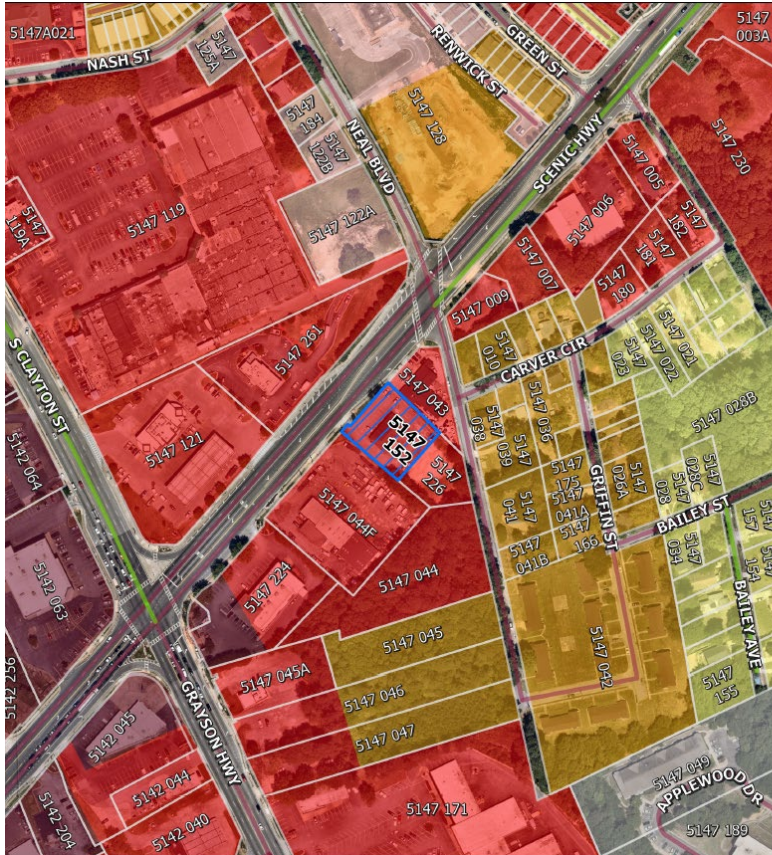 5147A021
NASH ST
5147
125A
RENWICK ST
GREEN ST
5147
003A
5147
184
5147
122B
NEAL BLVD
5147 128
SCENIC HWY
5147 005
5147 230
5147
119A
5147 119
5147 122A
5147 006
5147
182
5147
181
5147 007
5147
180
5147 009
S CLAYTON ST
5147 261
5147
010
CARVER CIR
5147
023
5147 022
5147 021
5147 043
5147 028B
5142 064
5147 121
5147
152
5147
226
038
5147
039
5147
5147 036
5147
175
5147
026A
5147
028C
5147
028
5147
041
5147
041A
GRIFFIN ST
5147 044F
5147
166
BAILEY ST
5147
157
5147
041B
5147
034
5147
154
5142 063
5147 224
5147 044
BAILEY AVE
5147 045
5147 042
5142 256
5147 045A
5147 046
5147
155
GRAYSON HWY
5142 045
5147 047
5147 049
5142 044
APPLEWOOD DR
5142 204
5142 040
5147 171
5147 189